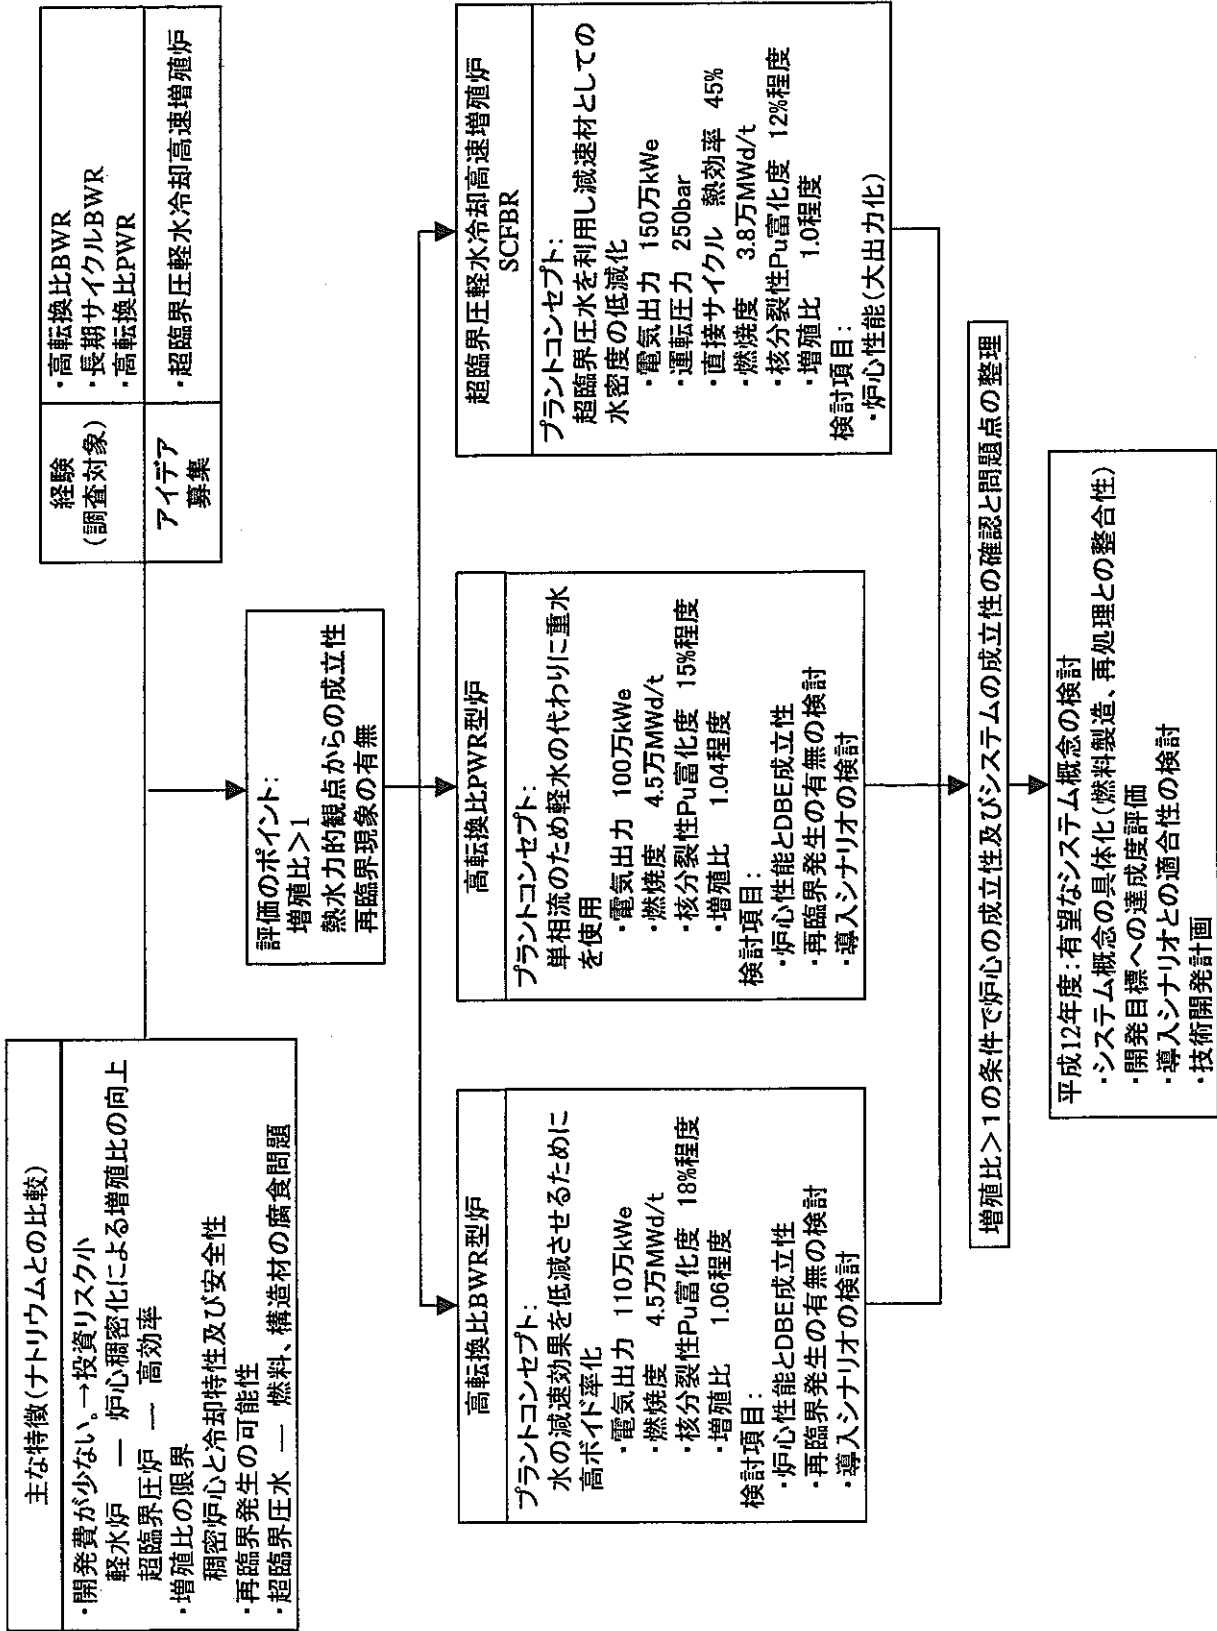 主な特徴(ナトリウムとの比較)
・開発費が少ない。→投資リスク小
軽水炉 ― 炉心稠密化による増殖比の向上
超臨界圧炉 ― 高効率
・増殖比の限界
稠密炉心と冷却特性及び安全性
・再臨界発生の可能性
・超臨界圧水 ― 燃料、構造材の腐食問題
経験
(調査対象)
・高転換比BWR
・長期サイクルBWR
・高転換比PWR
アイデア
募集
・超臨界圧軽水冷却高速増殖炉
評価のポイント:
増殖比>1
熱水力的観点からの成立性
再臨界現象の有無
高転換比BWR型炉
プラントコンセプト:
水の減速効果を低減させるために
高ボイド率化
・電気出力 110万kWe
・燃焼度 4.5万MWd/t
・核分裂性Pu富化度 18%程度
・増殖比 1.06程度
検討項目:
・炉心性能とDBE成立性
・再臨界発生の有無の検討
・導入シナリオの検討
高転換比PWR型炉
プラントコンセプト:
単相流のため軽水の代わりに重水
を使用
・電気出力 100万kWe
・燃焼度 4.5万MWd/t
・核分裂性Pu富化度 15%程度
・増殖比 1.04程度
検討項目:
・炉心性能とDBE成立性
・再臨界発生の有無の検討
・導入シナリオの検討
超臨界圧軽水冷却高速増殖炉
SCFBR
プラントコンセプト:
超臨界圧水を利用し減速材としての
水密度の低減化
・電気出力 150万kWe
・運転圧力 250bar
・直接サイクル 熱効率 45%
・燃焼度 3.8万MWd/t
・核分裂性Pu富化度 12%程度
・増殖比 1.0程度
検討項目:
・炉心性能(大出力化)
増殖比>1の条件で炉心の成立性及びシステムの成立性の確認と問題点の整理
平成12年度:有望なシステム概念の検討
・システム概念の具体化(燃料製造、再処理との整合性)
・開発目標への達成度評価
・導入シナリオとの適合性の検討
・技術開発計画